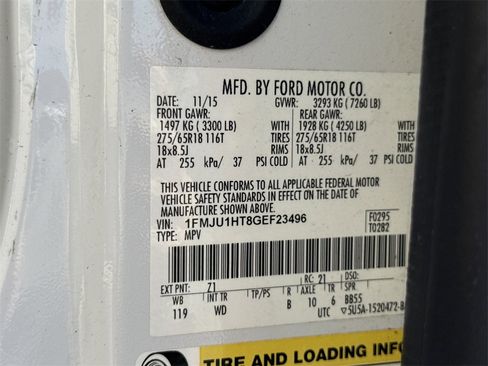 MFD. BY FORD MOTOR CO.
DATE: 11/15 GVWR: 3293 KG ( 7260 LB)
FRONT GAWR: REAR GAWR:
1497 KG ( 3300 LB) 1928 KG ( 4250 LB)
275/65R18 116T TIRES 275/65R18 116T TIRES
18x8.5J RIMS 18x8.5J RIMS
AT 255 kPa/ 37 PSI COLD AT 255 kPa/ 37 PSI COLD
THIS VEHICLE CONFORMS TO ALL APPLICABLE FEDERAL MOTOR
VEHICLE SAFETY STANDARDS IN EFFECT ON THE DATE OF
MANUFACTURE SHOWN ABOVE.
VIN: 1FMJU1HT8GEF23496 F0295
TYPE: MPV T0282
EXT PNT: Z1 RC: 21 DSO:
WB INT TR TP/PS R AXLE TR SPR
119 WD B 10 6 BB55
UTC 5U5A-1520472-B
TIRE AND LOADING INFO